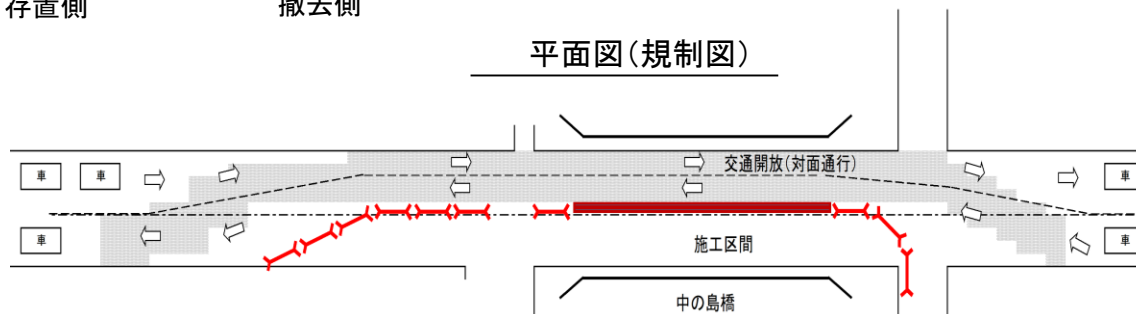 存置側
撤去側
平面図(規制図)
交通開放(対面通行)
車
車
車
車
施工区間
車
中の島橋